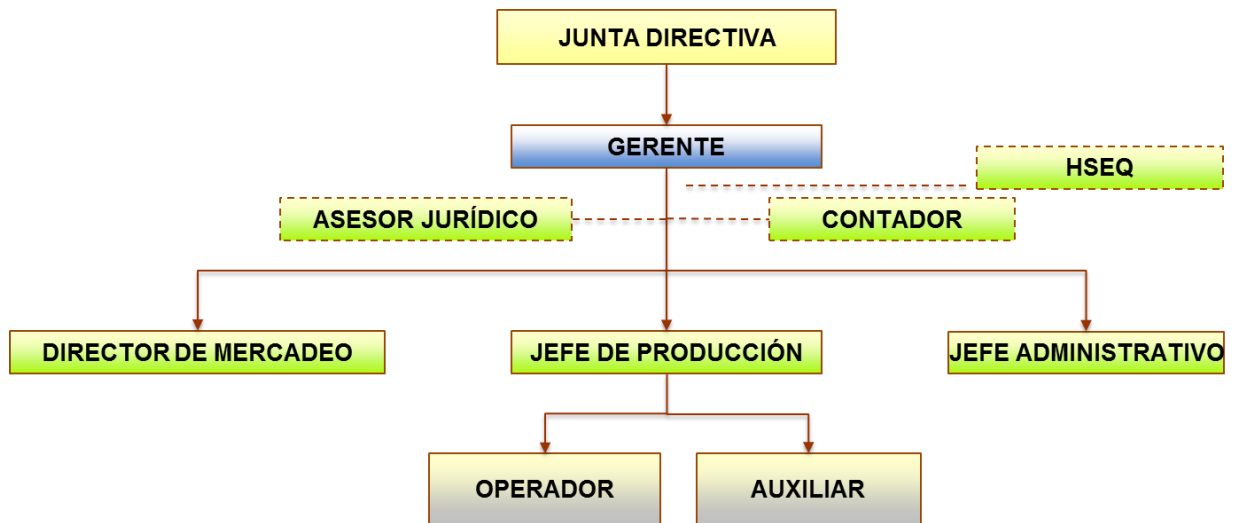 JUNTA DIRECTIVA
GERENTE
HSEQ
ASESOR JURÍDICO
CONTADOR
DIRECTOR DE MERCADEO
JEFE DE PRODUCCIÓN
JEFE ADMINISTRATIVO
OPERADOR
AUXILIAR